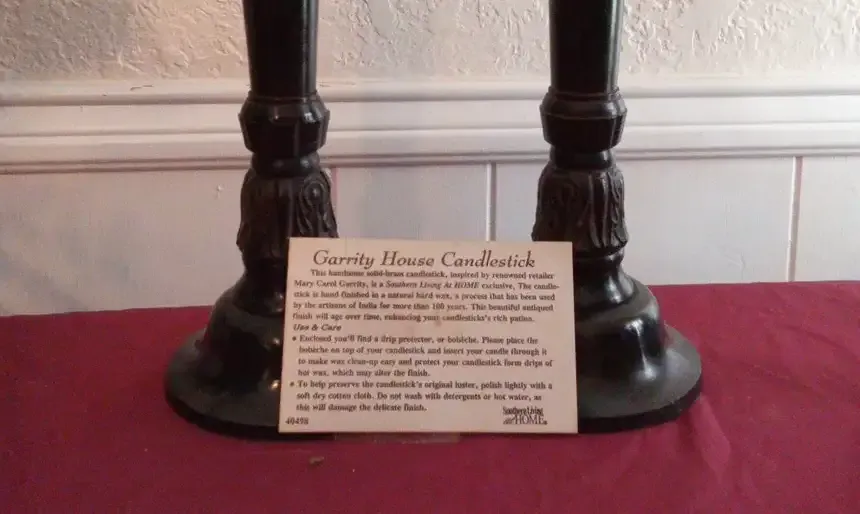 Garrity House Candlestick
This handsome solid-brass candlestick, inspired by renowned retailer
Mary Carol Garrity, is a Southern Living At HOME exclusive. The candle-
stick is hand finished in a natural hard wax, a process that has been used
by the artisans of India for more than 100 years. This beautiful antiqued
finish will age over time, enhancing your candlesticks's rich patina.
Use & Care
• Enclosed you'll find a drip protector, or bobèche. Please place the
bobèche on top of your candlestick and insert your candle through it
to make wax clean-up easy and protect your candlestick form drips of
hot wax, which may alter the finish.
• To help preserve the candlestick's original luster, polish lightly with a
soft dry cotton cloth. Do not wash with detergents or hot water, as
this will damage the delicate finish.
40498
Southern Living
at HOME